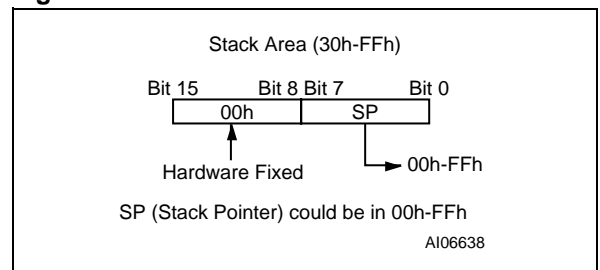 Stack Area (30h-FFh)
Bit 15 Bit 8 Bit 7 Bit 0
00h SP
Hardware Fixed 00h-FFh
SP (Stack Pointer) could be in 00h-FFh
AI06638